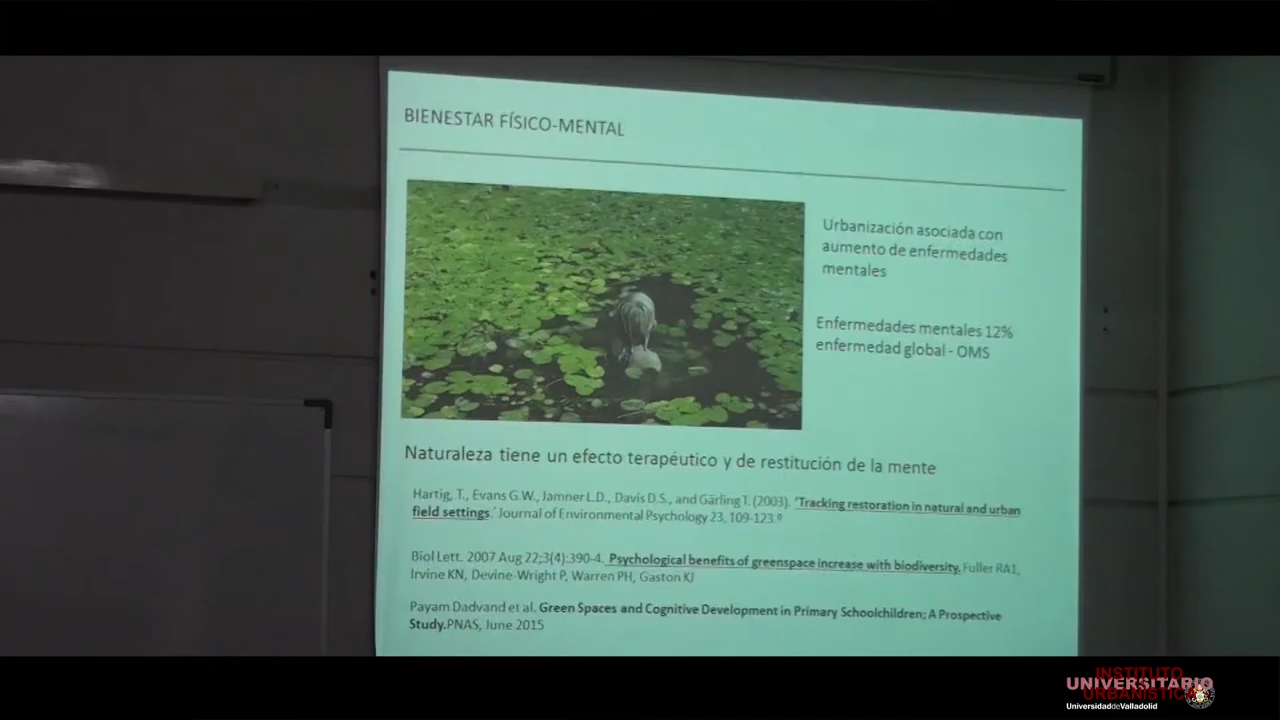 BIENESTAR FÍSICO-MENTAL
Urbanización asociada con
aumento de enfermedades
mentales
Enfermedades mentales 12%
enfermedad global - OMS
Naturaleza tiene un efecto terapéutico y de restitución de la mente
Hartig, T., Evans G.W., Jamner L.D., Davis D.S., and Gärling T. (2003). ‘Tracking restoration in natural and urban
field settings.’ Journal of Environmental Psychology 23, 109-123.º
Biol Lett. 2007 Aug 22;3(4):390-4. Psychological benefits of greenspace increase with biodiversity. Fuller RA1,
Irvine KN, Devine-Wright P, Warren PH, Gaston KJ
Payam Dadvand et al. Green Spaces and Cognitive Development in Primary Schoolchildren; A Prospective
Study.PNAS, June 2015
INSTITUTO
UNIVERSITARIO
URBANÍSTICA
UniversidaddeValladolid